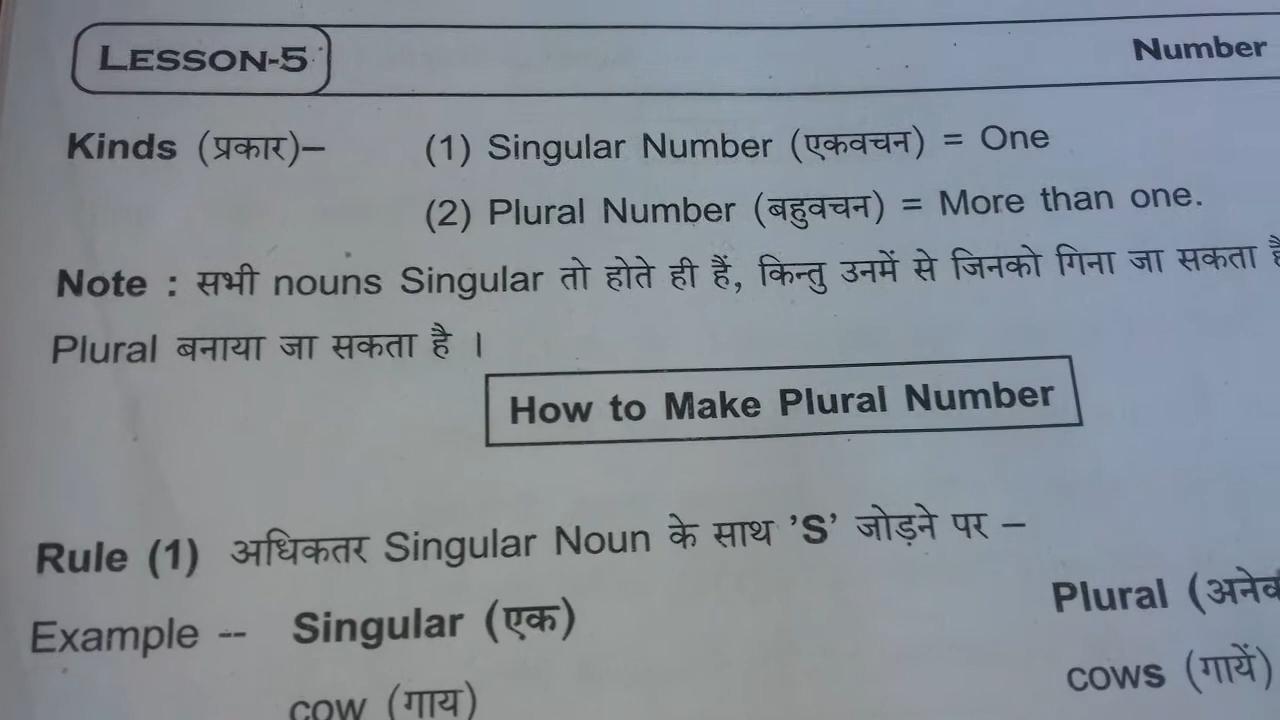 LESSON-5 Number
Kinds (प्रकार)– (1) Singular Number (एकवचन) = One
(2) Plural Number (बहुवचन) = More than one.
Note : सभी nouns Singular तो होते ही हैं, किन्तु उनमें से जिनको गिना जा सकता है
Plural बनाया जा सकता है ।
How to Make Plural Number
Rule (1) अधिकतर Singular Noun के साथ 'S' जोड़ने पर –
Example -- Singular (एक) Plural
cow (गाय) cows (गायें)